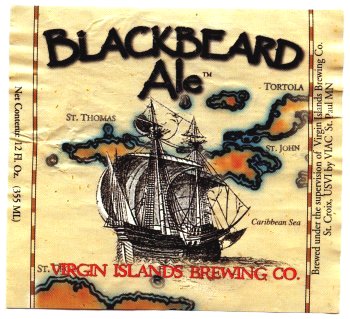 BLACKBEARD
ALE™
TORTOLA
ST. THOMAS
ST. JOHN
Caribbean Sea
ST.
VIRGIN ISLANDS BREWING CO.
Net Contents: 12 Fl. Oz. (355 ML)
Brewed under the supervision of Virgin Islands Brewing Co.
St. Croix, USVI by VIAC St. Paul MN